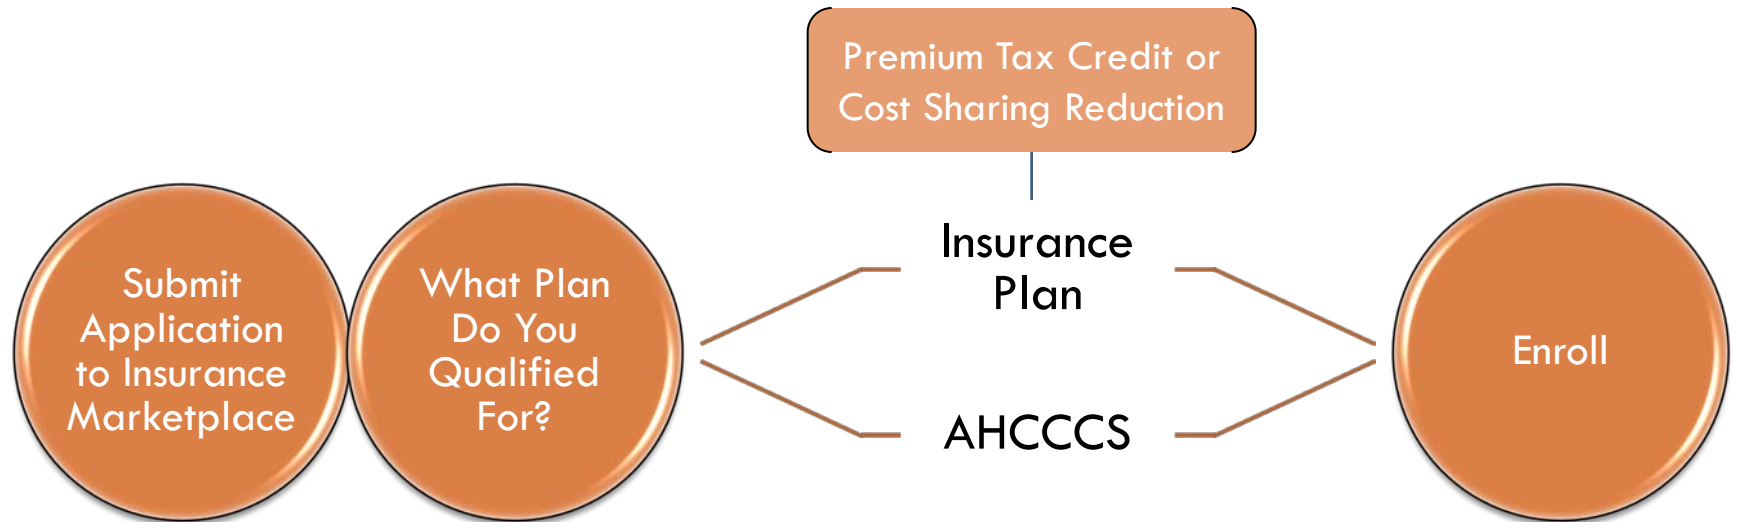 Premium Tax Credit or
Cost Sharing Reduction
Submit
Application
to Insurance
Marketplace
What Plan
Do You
Qualified
For?
Insurance
Plan
AHCCCS
Enroll